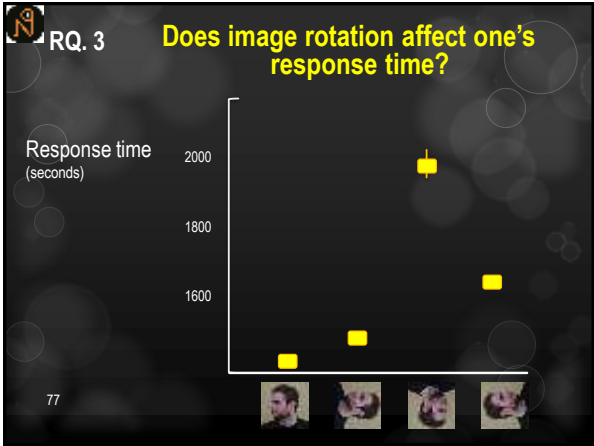 RQ. 3
Does image rotation affect one's
response time?
Response time
(seconds)
2000
1800
1600
77